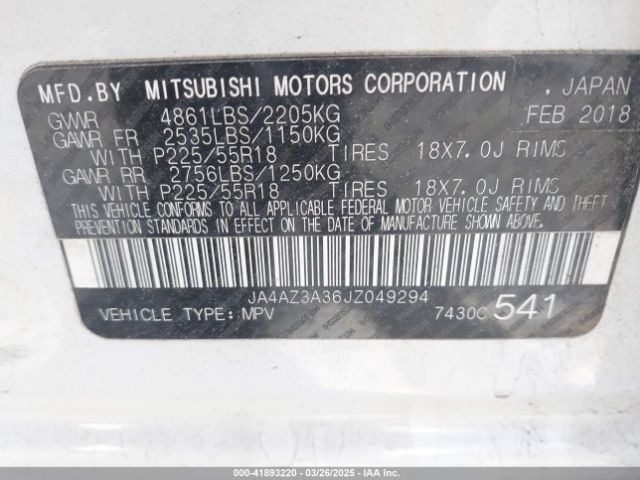 MFD. BY MITSUBISHI MOTORS CORPORATION . JAPAN
GVWR 4861LBS/2205KG FEB 2018
GAWR FR 2535LBS/1150KG
WITH P225/55R18 TIRES 18X7.0J RIMS
GAWR RR 2756LBS/1250KG
WITH P225/55R18 TIRES 18X7.0J RIMS
THIS VEHICLE CONFORMS TO ALL APPLICABLE FEDERAL MOTOR VEHICLE SAFETY AND THEFT
PREVENTION STANDARDS IN EFFECT ON THE DATE OF MANUFACTURE SHOWN ABOVE.
JA4AZ3A36JZ049294
VEHICLE TYPE: MPV 7430C 541
000-41893220 - 03/26/2025 - IAA Inc.